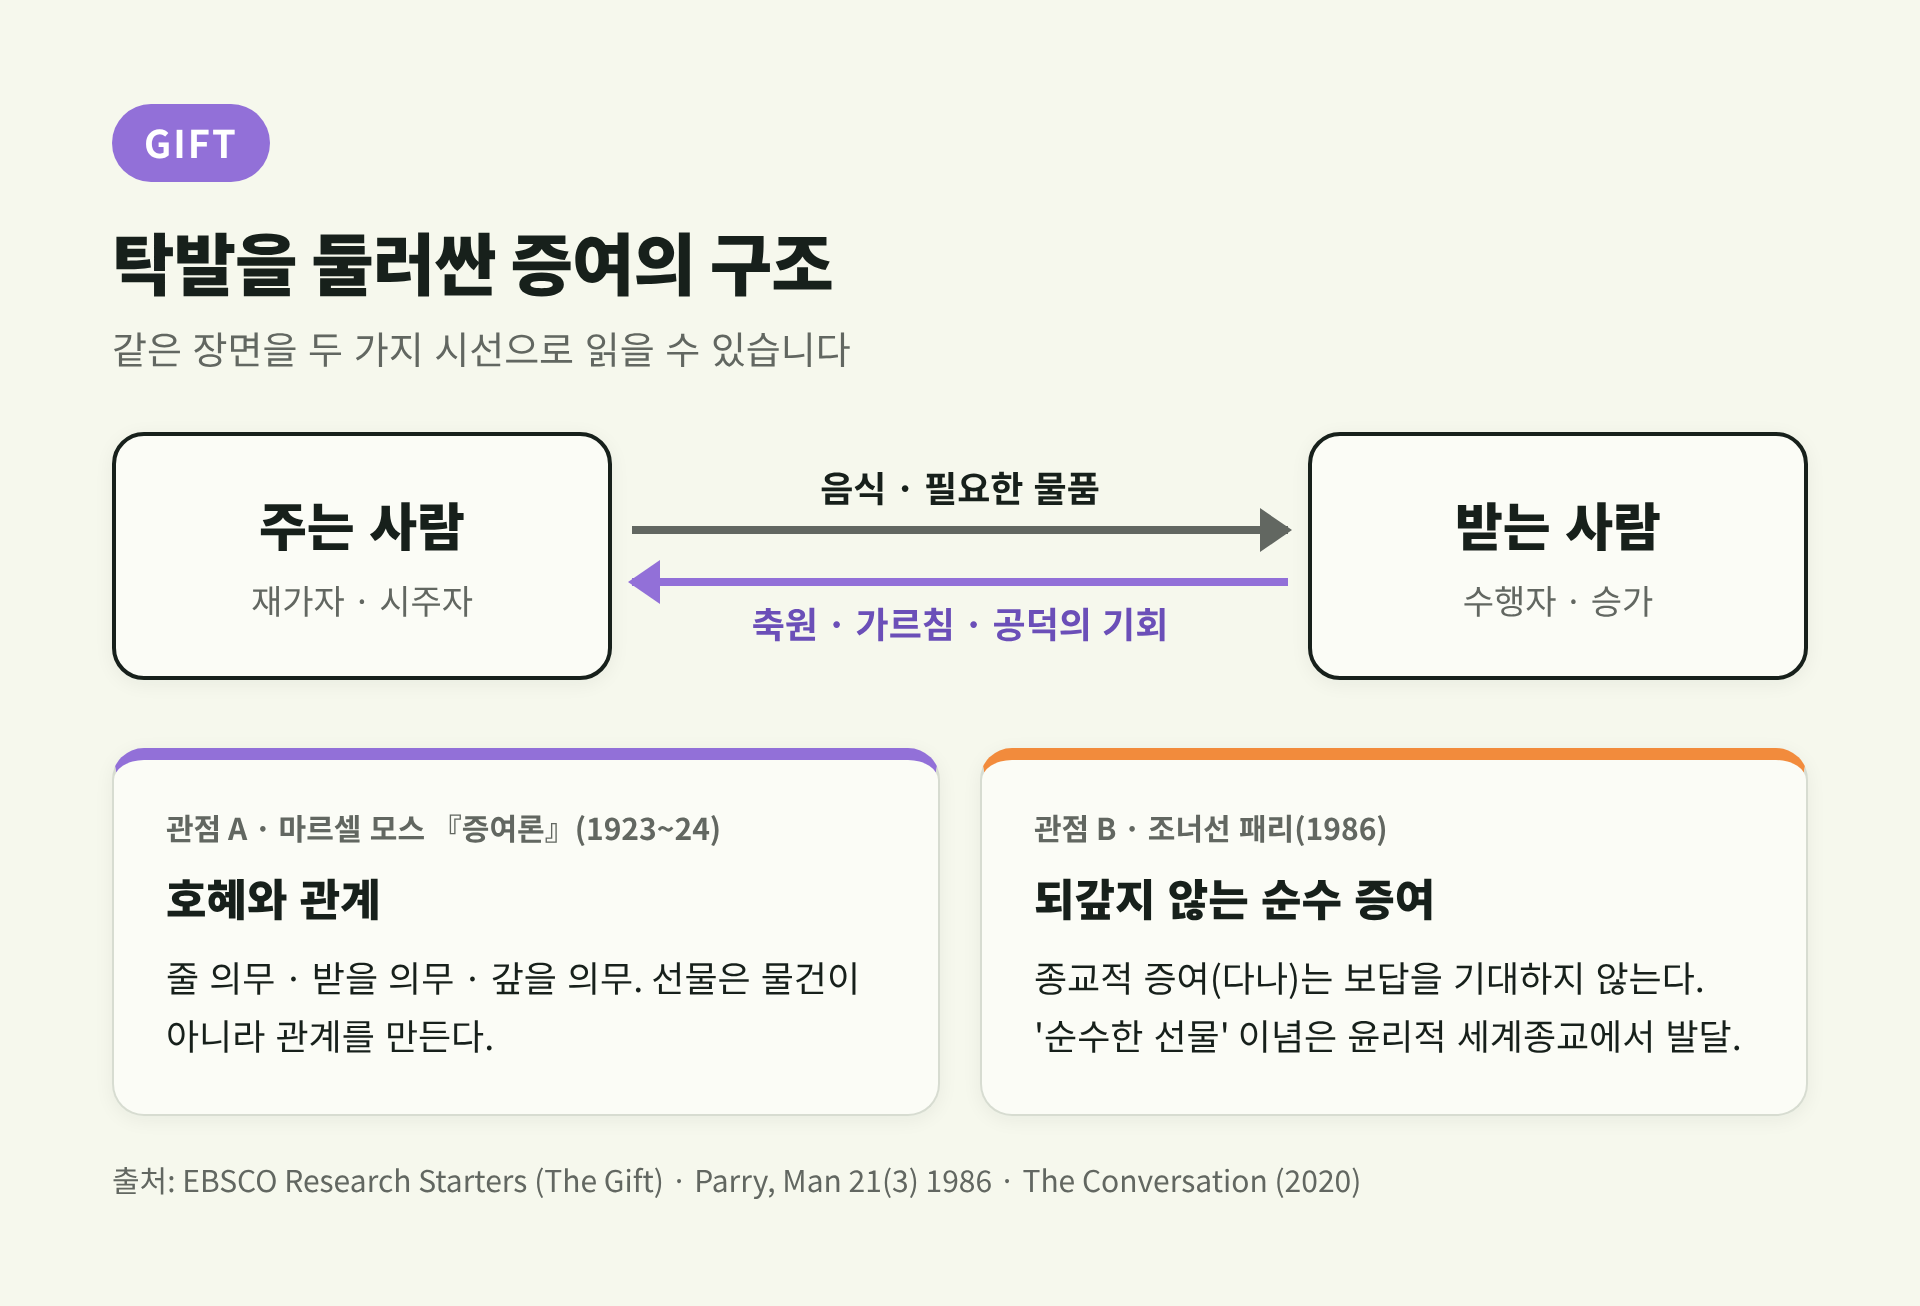 GIFT
탁발을 둘러싼 증여의 구조
같은 장면을 두 가지 시선으로 읽을 수 있습니다
주는 사람
재가자 · 시주자
음식 · 필요한 물품
축원 · 가르침 · 공덕의 기회
받는 사람
수행자 · 승가
관점 A · 마르셀 모스 『증여론』(1923~24)
호혜와 관계
줄 의무 · 받을 의무 · 갚을 의무. 선물은 물건이
아니라 관계를 만든다.
관점 B · 조너선 패리(1986)
되갚지 않는 순수 증여
종교적 증여(다나)는 보답을 기대하지 않는다.
'순수한 선물' 이념은 윤리적 세계종교에서 발달.
출처: EBSCO Research Starters (The Gift) · Parry, Man 21(3) 1986 · The Conversation (2020)